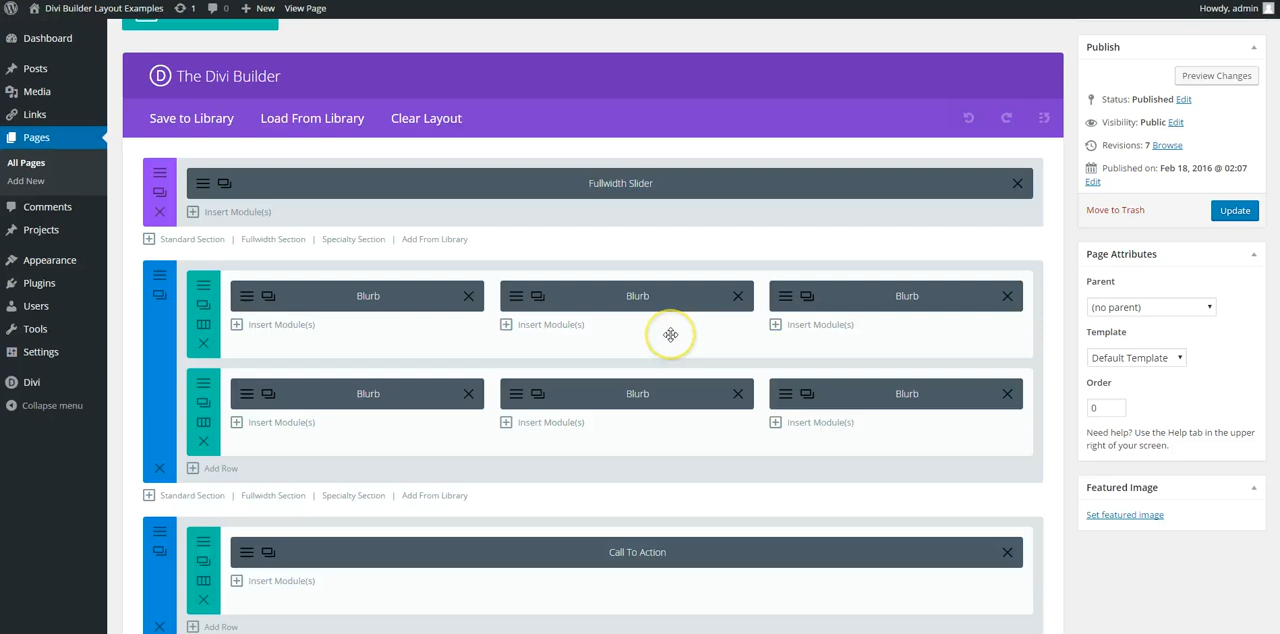 Divi Builder Layout Examples 1 0 New View Page Howdy, admin
Dashboard
Posts
Media
Links
Pages
All Pages
Add New
Comments
Projects
Appearance
Plugins
Users
Tools
Settings
Divi
Collapse menu
D The Divi Builder
Save to Library Load From Library Clear Layout
Fullwidth Slider
Insert Module(s)
Standard Section | Fullwidth Section | Specialty Section | Add From Library
Blurb Blurb Blurb
Insert Module(s) Insert Module(s) Insert Module(s)
Blurb Blurb Blurb
Insert Module(s) Insert Module(s) Insert Module(s)
Add Row
Standard Section | Fullwidth Section | Specialty Section | Add From Library
Call To Action
Insert Module(s)
Add Row
Publish
Preview Changes
Status: Published Edit
Visibility: Public Edit
Revisions: 7 Browse
Published on: Feb 18, 2016 @ 02:07
Edit
Move to Trash Update
Page Attributes
Parent
(no parent)
Template
Default Template
Order
0
Need help? Use the Help tab in the upper
right of your screen.
Featured Image
Set featured image